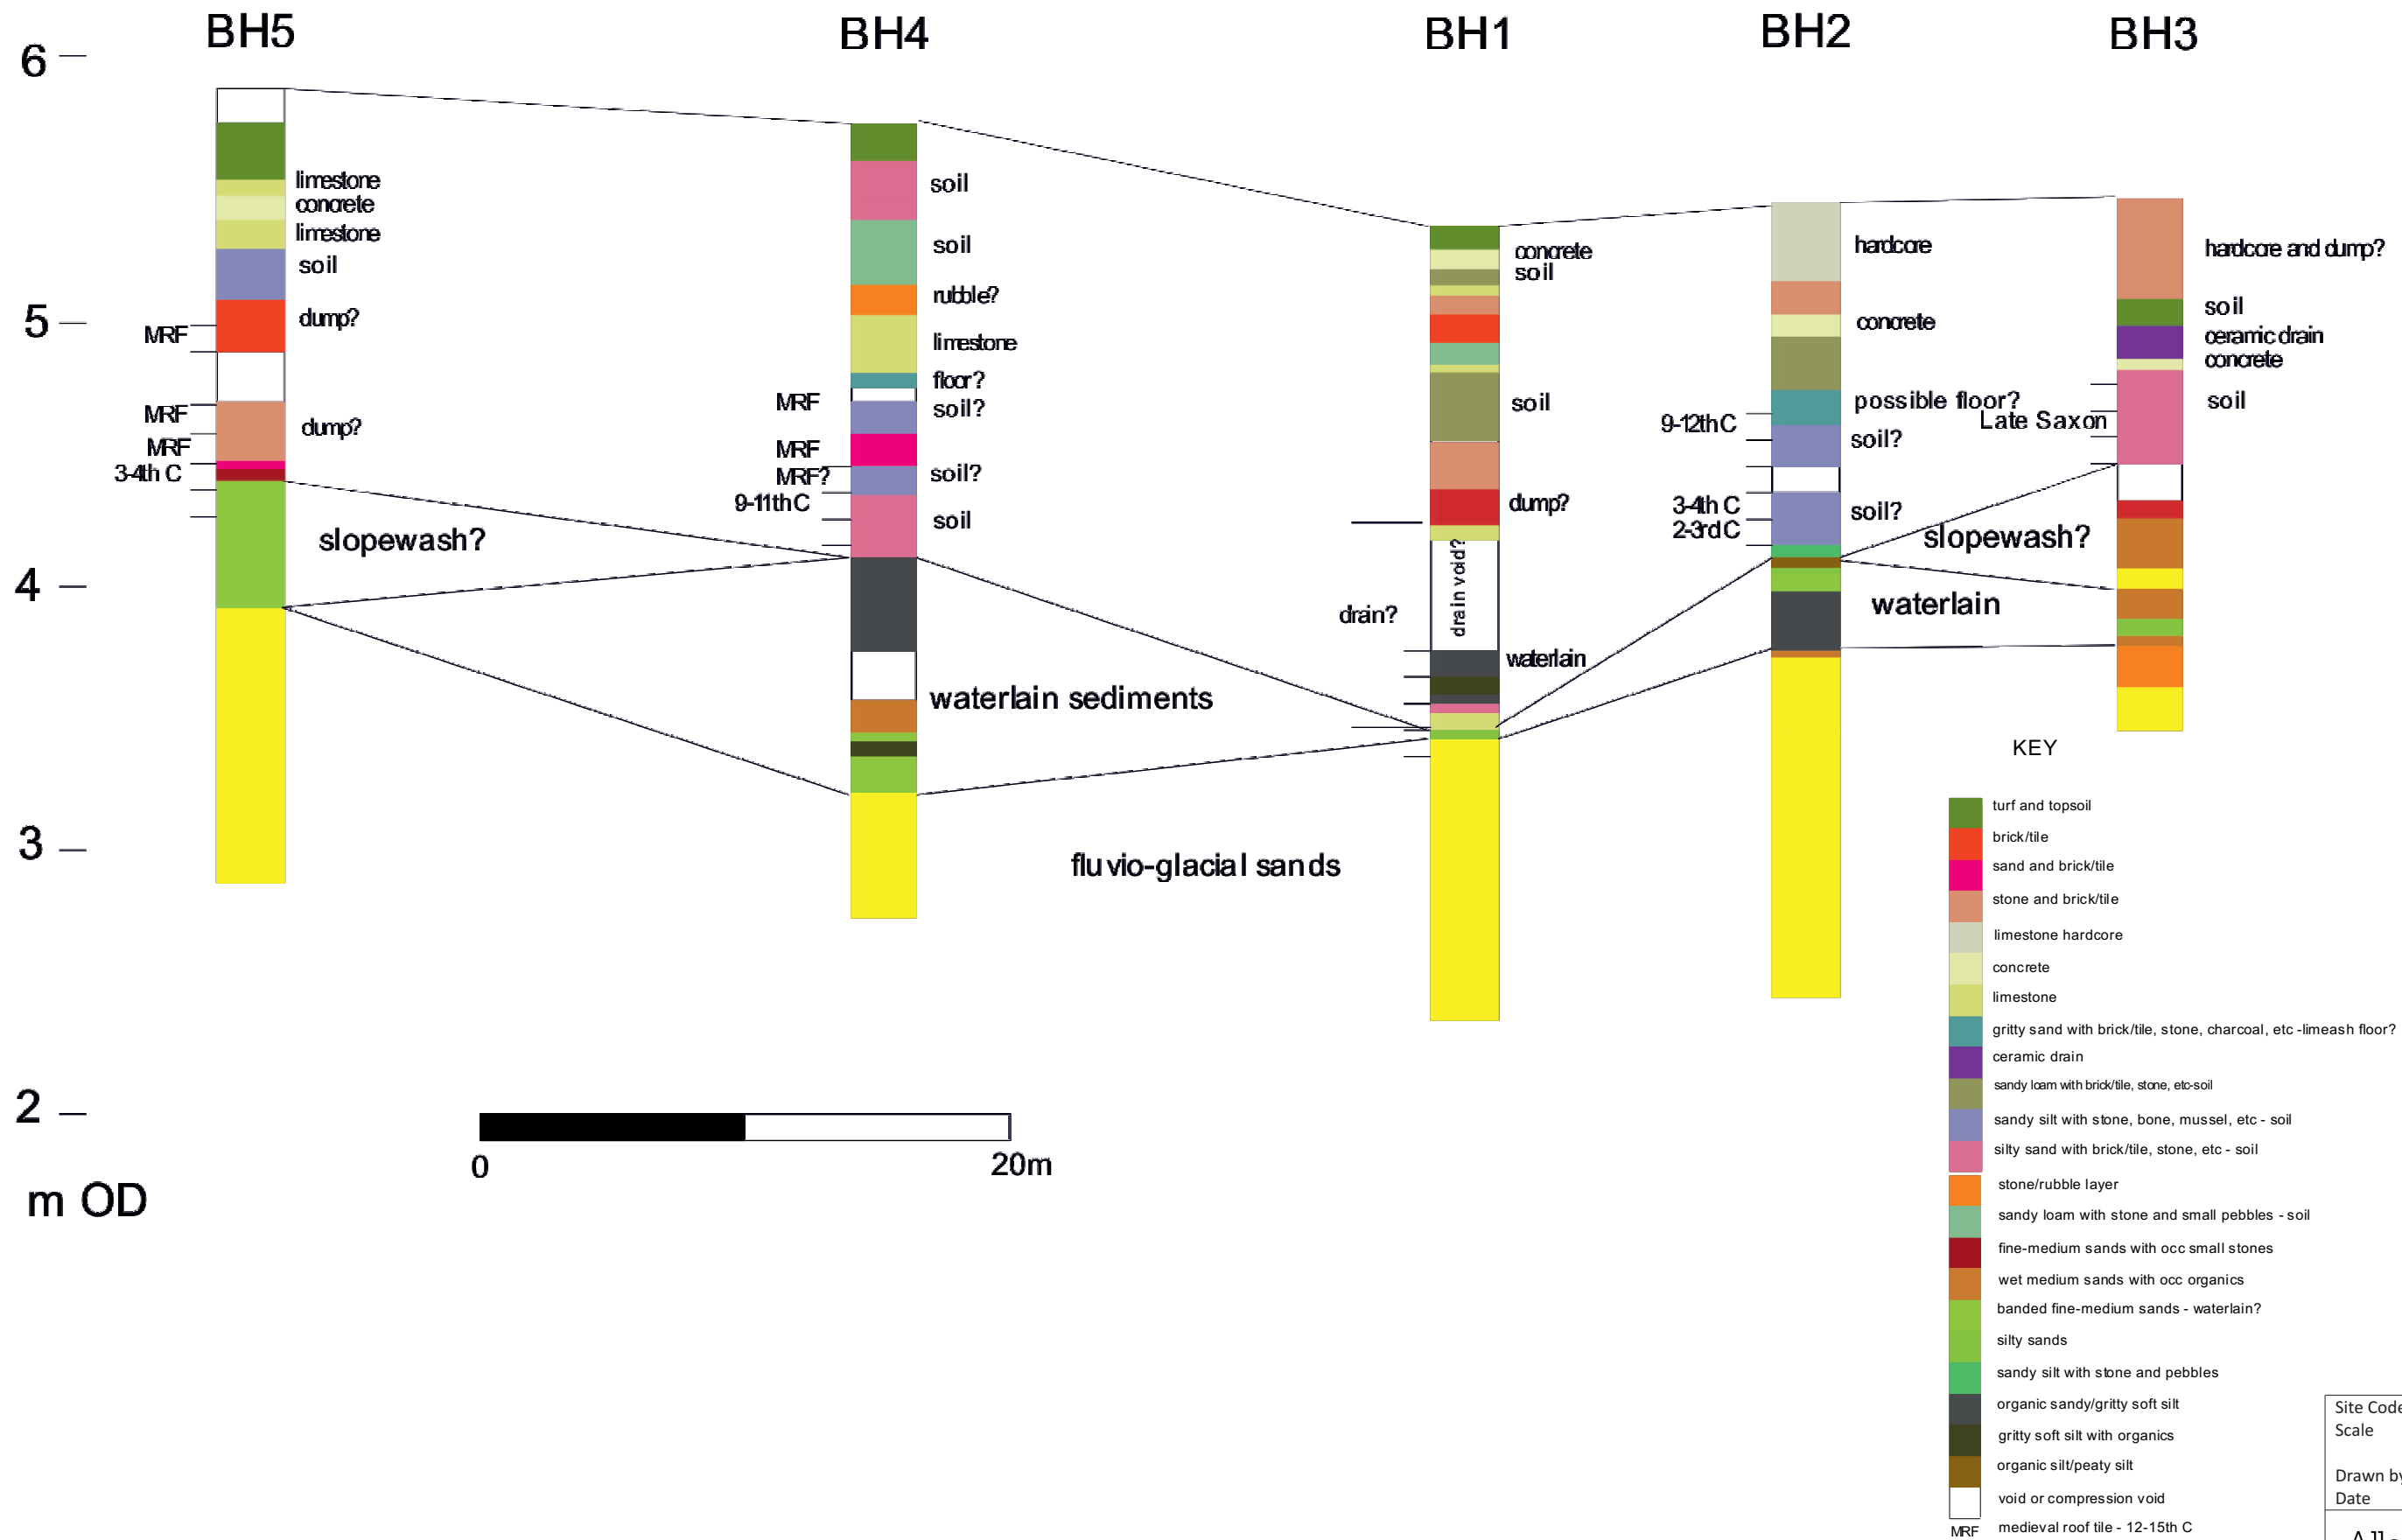 BH5
BH4
BH1
BH2
BH3
6
5
4
3
2
m OD
limestone
concrete
limestone
soil
dump?
MRF
MRF
dump?
MRF
3-4th C
slopewash?
soil
soil
rubble?
limestone
floor?
MRF
soil?
MRF
MRF?
soil?
9-11th C
soil
waterlain sediments
concrete
soil
soil
dump?
drain void?
drain?
waterlain
fluvio-glacial sands
hardcore
concrete
possible floor?
9-12th C
soil?
3-4th C
soil?
2-3rd C
slopewash?
waterlain
hardcore and dump?
soil
ceramic drain
concrete
Late Saxon
soil
0
20m
KEY
turf and topsoil
brick/tile
sand and brick/tile
stone and brick/tile
limestone hardcore
concrete
limestone
gritty sand with brick/tile, stone, charcoal, etc -limeash floor?
ceramic drain
sandy loam with brick/tile, stone, etc-soil
sandy silt with stone, bone, mussel, etc - soil
silty sand with brick/tile, stone, etc - soil
stone/rubble layer
sandy loam with stone and small pebbles - soil
fine-medium sands with occ small stones
wet medium sands with occ organics
banded fine-medium sands - waterlain?
silty sands
sandy silt with stone and pebbles
organic sandy/gritty soft silt
gritty soft silt with organics
organic silt/peaty silt
void or compression void
MRF medieval roof tile - 12-15th C
Site Code
Scale
Drawn by
Date